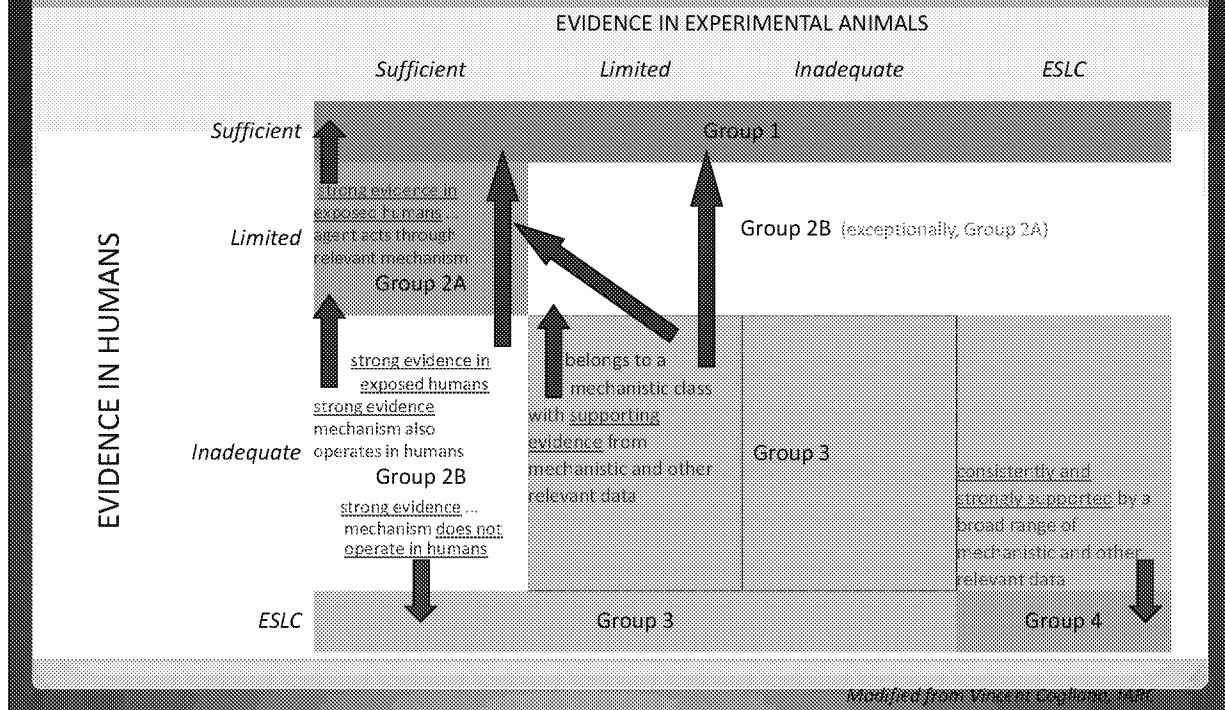 EVIDENCE IN EXPERIMENTAL ANIMALS
Sufficient
Limited
Inadequate
ESLC
EVIDENCE IN HUMANS
Sufficient
Group 1
Limited
strong evidence in
exposed humans ...
agent acts through
relevant mechanism
Group 2A
Group 2B (exceptionally, Group 2A)
Inadequate
strong evidence in
exposed humans
strong evidence
mechanism also
operates in humans
Group 2B
strong evidence ...
mechanism does not
operate in humans
belongs to a
mechanistic class
with supporting
evidence from
mechanistic and other
relevant data
Group 3
consistently and
strongly supported by a
broad range of
mechanistic and other
relevant data
ESLC
Group 3
Group 4
Modified from Vincent Cogliano, IARC